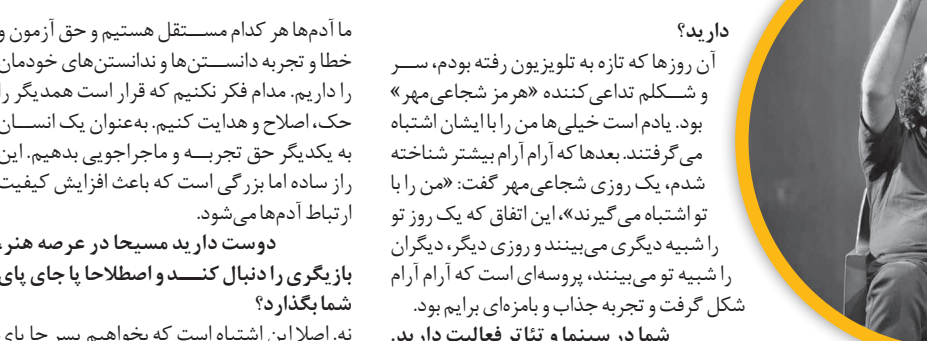 دارید؟
آن روزها که تازه به تلویزیون رفته بودم، سر
و شکلم تداعی‌کننده «هرمز شجاعی‌مهر»
بود. یادم است خیلی‌ها من را با ایشان اشتباه
می‌گرفتند. بعدها که آرام آرام بیشتر شناخته
شدم، یک روزی شجاعی‌مهر گفت: «من را با
تو اشتباه می‌گیرند»، این اتفاق که یک روز تو
را شبیه دیگری می‌بینند و روزی دیگر، دیگران
را شبیه تو می‌بینند، پروسه‌ای است که آرام آرام
شکل گرفت و تجربه جذاب و بامزه‌ای برایم بود.
شما در سینما و تئاتر فعالیت دارید.
ما آدم‌ها هر کدام مستقل هستیم و حق آزمون و
خطا و تجربه دانستن‌ها و ندانستن‌های خودمان
را داریم. مدام فکر نکنیم که قرار است همدیگر را
حک، اصلاح و هدایت کنیم. به‌عنوان یک انسان
به یکدیگر حق تجربه و ماجراجویی بدهیم. این
راز ساده اما بزرگی است که باعث افزایش کیفیت
ارتباط آدم‌ها می‌شود.
دوست دارید مسیحا در عرصه هنر،
بازیگری را دنبال کند و اصطلاحا پا جای پای
شما بگذارد؟
نه. اصلا این اشتباه است که بخواهیم پسر جا پای